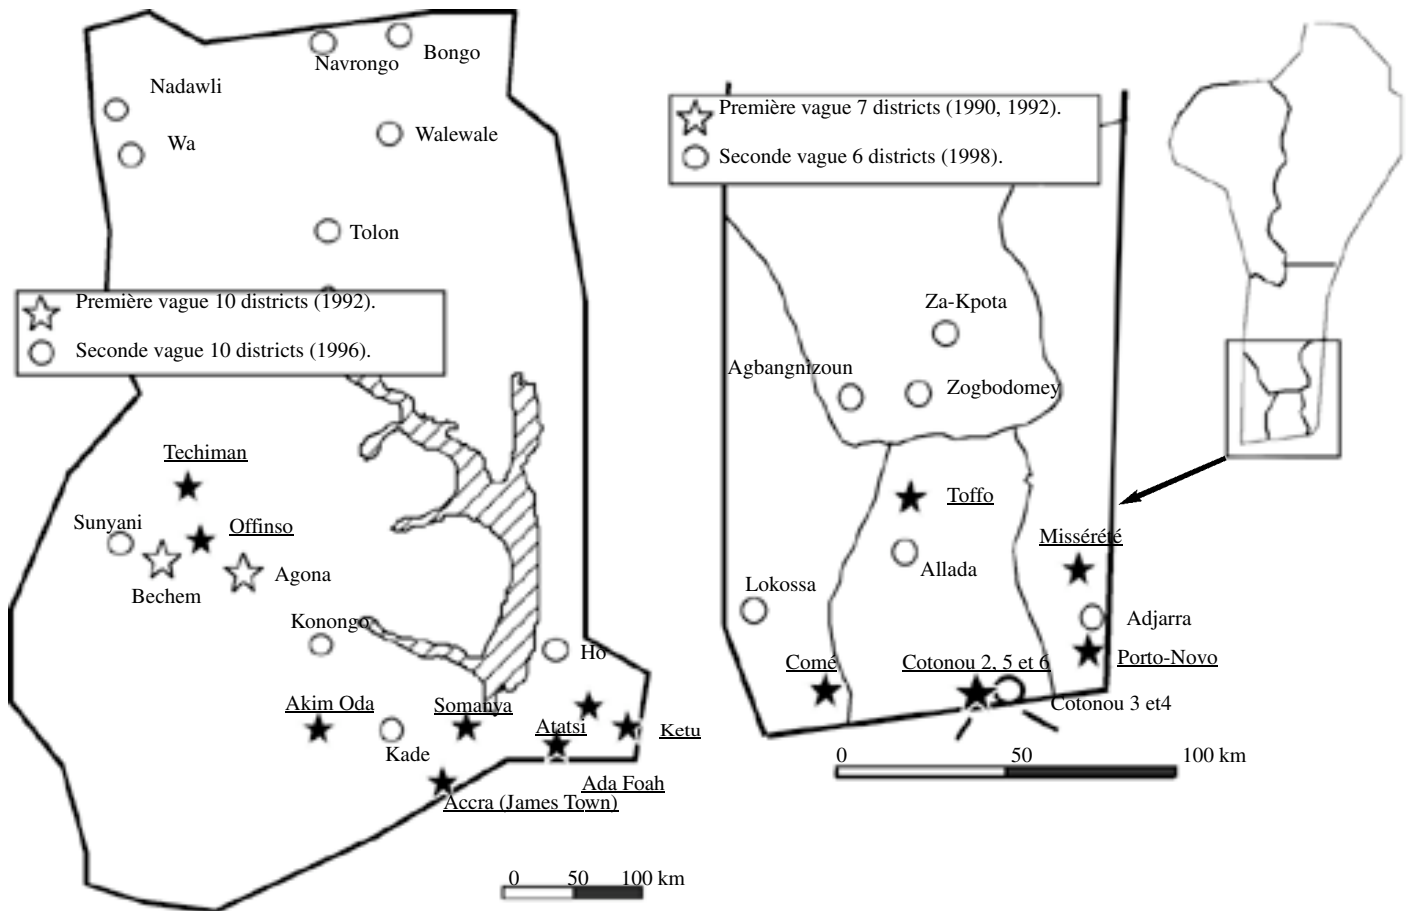 Navrongo
Bongo
Nadawli
Wa
Walewale
Tolon
Première vague 10 districts (1992).
Seconde vague 10 districts (1996).
Techiman
Sunyani
Offinso
Bechem
Agona
Konongo
Ho
Akim Oda
Somanya
Atatsi
Ketu
Kade
Ada Foah
Accra (James Town)
0 50 100 km
Première vague 7 districts (1990, 1992).
Seconde vague 6 districts (1998).
Za-Kpota
Agbangnizoun
Zogbodomey
Toffo
Missérété
Allada
Lokossa
Adjarra
Comé
Cotonou 2, 5 et 6
Porto-Novo
Cotonou 3 et4
0 50 100 km